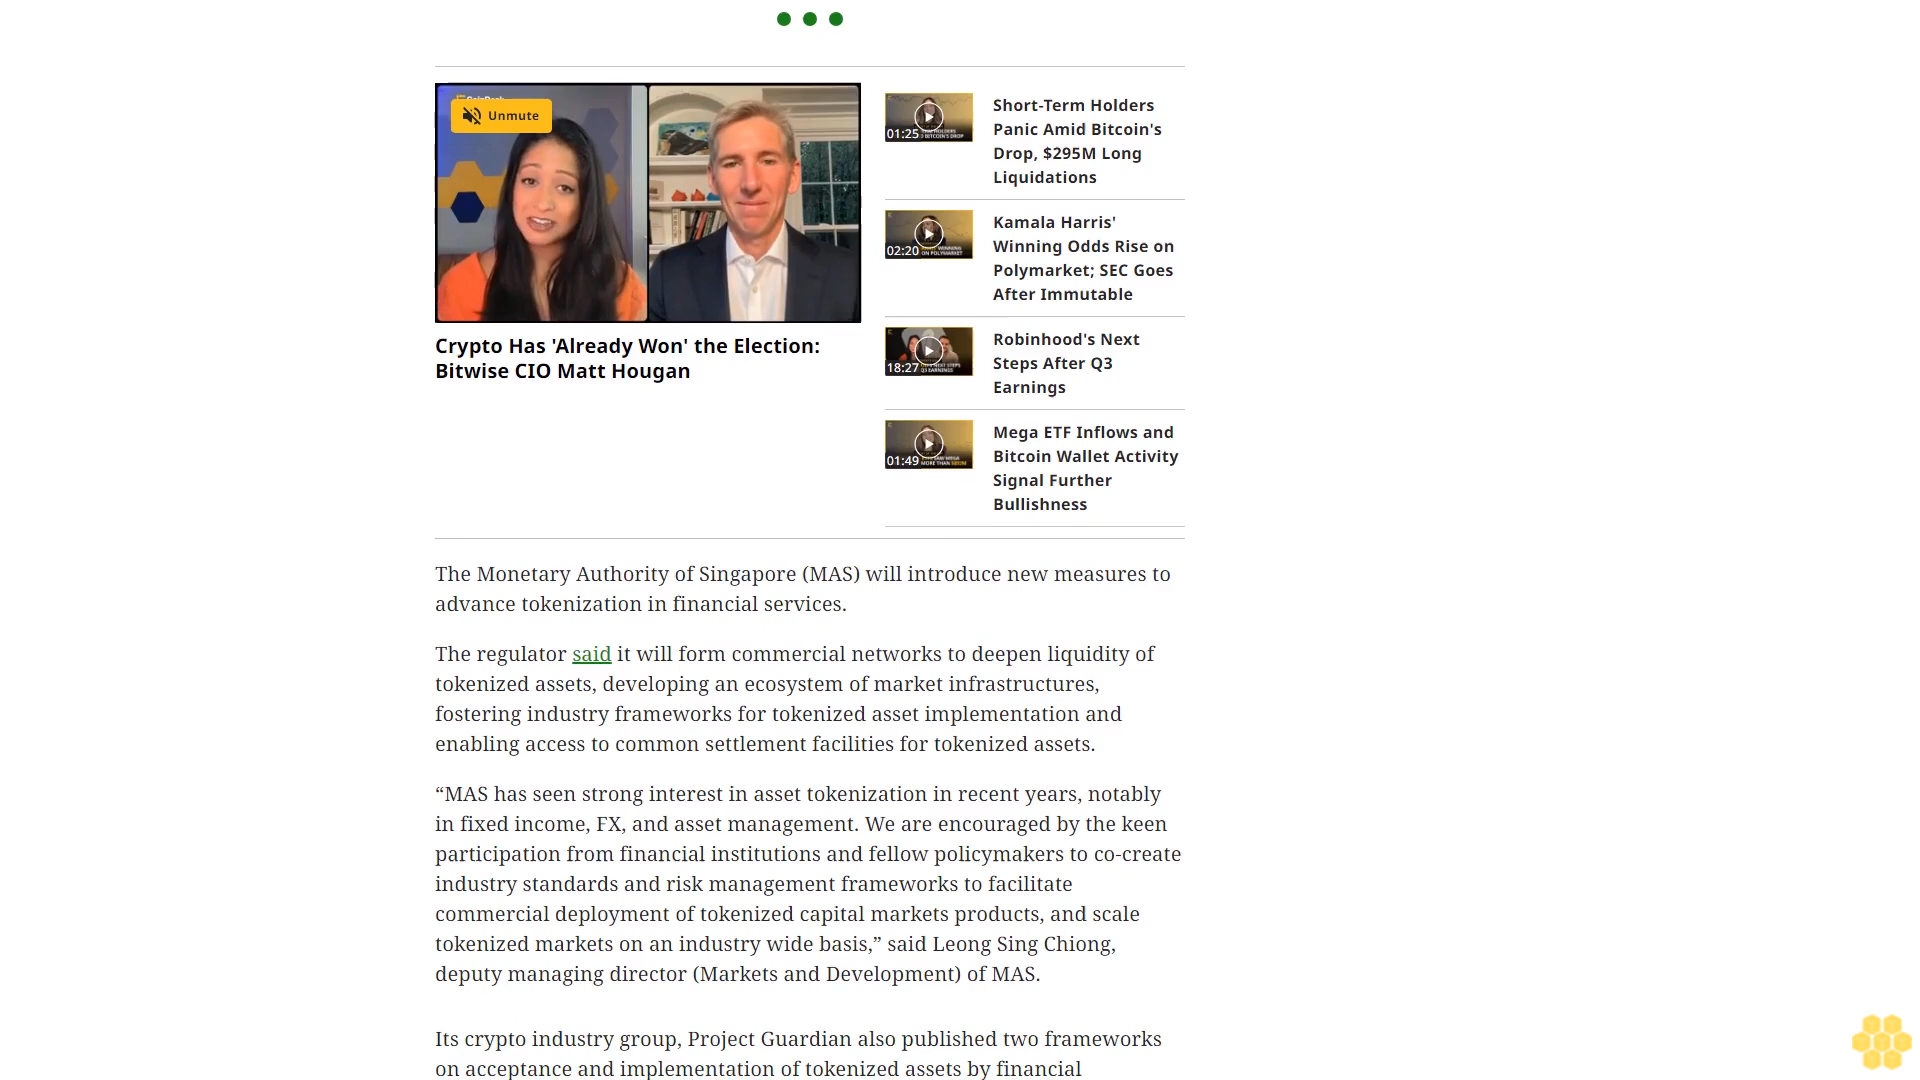 Unmute
Crypto Has 'Already Won' the Election:
Bitwise CIO Matt Hougan
01:25
Short-Term Holders
Panic Amid Bitcoin's
Drop, $295M Long
Liquidations
02:20
Kamala Harris'
Winning Odds Rise on
Polymarket; SEC Goes
After Immutable
18:27
Robinhood's Next
Steps After Q3
Earnings
01:49
Mega ETF Inflows and
Bitcoin Wallet Activity
Signal Further
Bullishness
The Monetary Authority of Singapore (MAS) will introduce new measures to
advance tokenization in financial services.
The regulator said it will form commercial networks to deepen liquidity of
tokenized assets, developing an ecosystem of market infrastructures,
fostering industry frameworks for tokenized asset implementation and
enabling access to common settlement facilities for tokenized assets.
“MAS has seen strong interest in asset tokenization in recent years, notably
in fixed income, FX, and asset management. We are encouraged by the keen
participation from financial institutions and fellow policymakers to co-create
industry standards and risk management frameworks to facilitate
commercial deployment of tokenized capital markets products, and scale
tokenized markets on an industry wide basis,” said Leong Sing Chiong,
deputy managing director (Markets and Development) of MAS.
Its crypto industry group, Project Guardian also published two frameworks
on acceptance and implementation of tokenized assets by financial